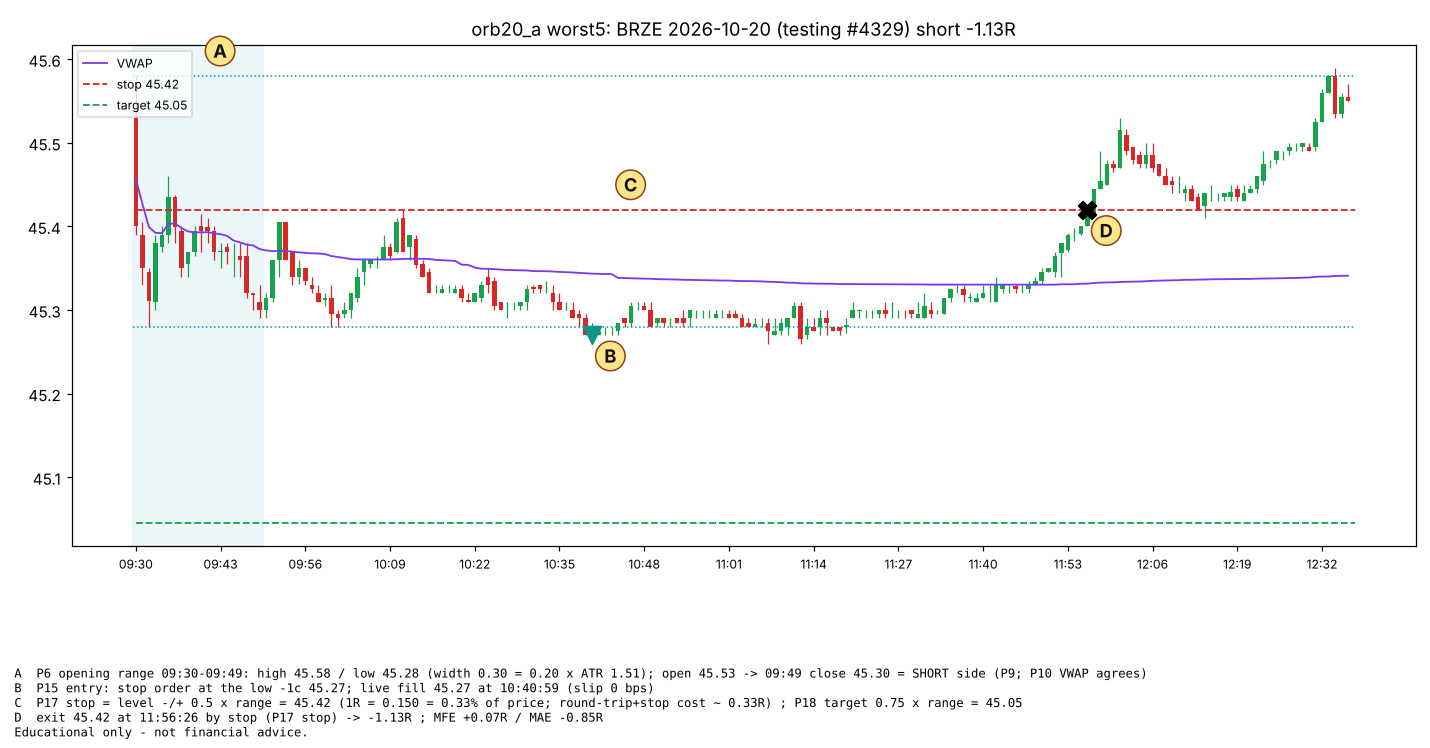 orb20_a worst5: BRZE 2026-10-20 (testing #4329) short -1.13R
A
VWAP
stop 45.42
target 45.05
45.6
45.5
45.4
45.3
45.2
45.1
C
D
B
09:30 09:43 09:56 10:09 10:22 10:35 10:48 11:01 11:14 11:27 11:40 11:53 12:06 12:19 12:32
A P6 opening range 09:30-09:49: high 45.58 / low 45.28 (width 0.30 = 0.20 x ATR 1.51); open 45.53 -> 09:49 close 45.30 = SHORT side (P9; P10 VWAP agrees)
B P15 entry: stop order at the low -1c 45.27; live fill 45.27 at 10:40:59 (slip 0 bps)
C P17 stop = level -/+ 0.5 x range = 45.42 (1R = 0.150 = 0.33% of price; round-trip+stop cost ~ 0.33R) ; P18 target 0.75 x range = 45.05
D exit 45.42 at 11:56:26 by stop (P17 stop) -> -1.13R ; MFE +0.07R / MAE -0.85R
Educational only - not financial advice.